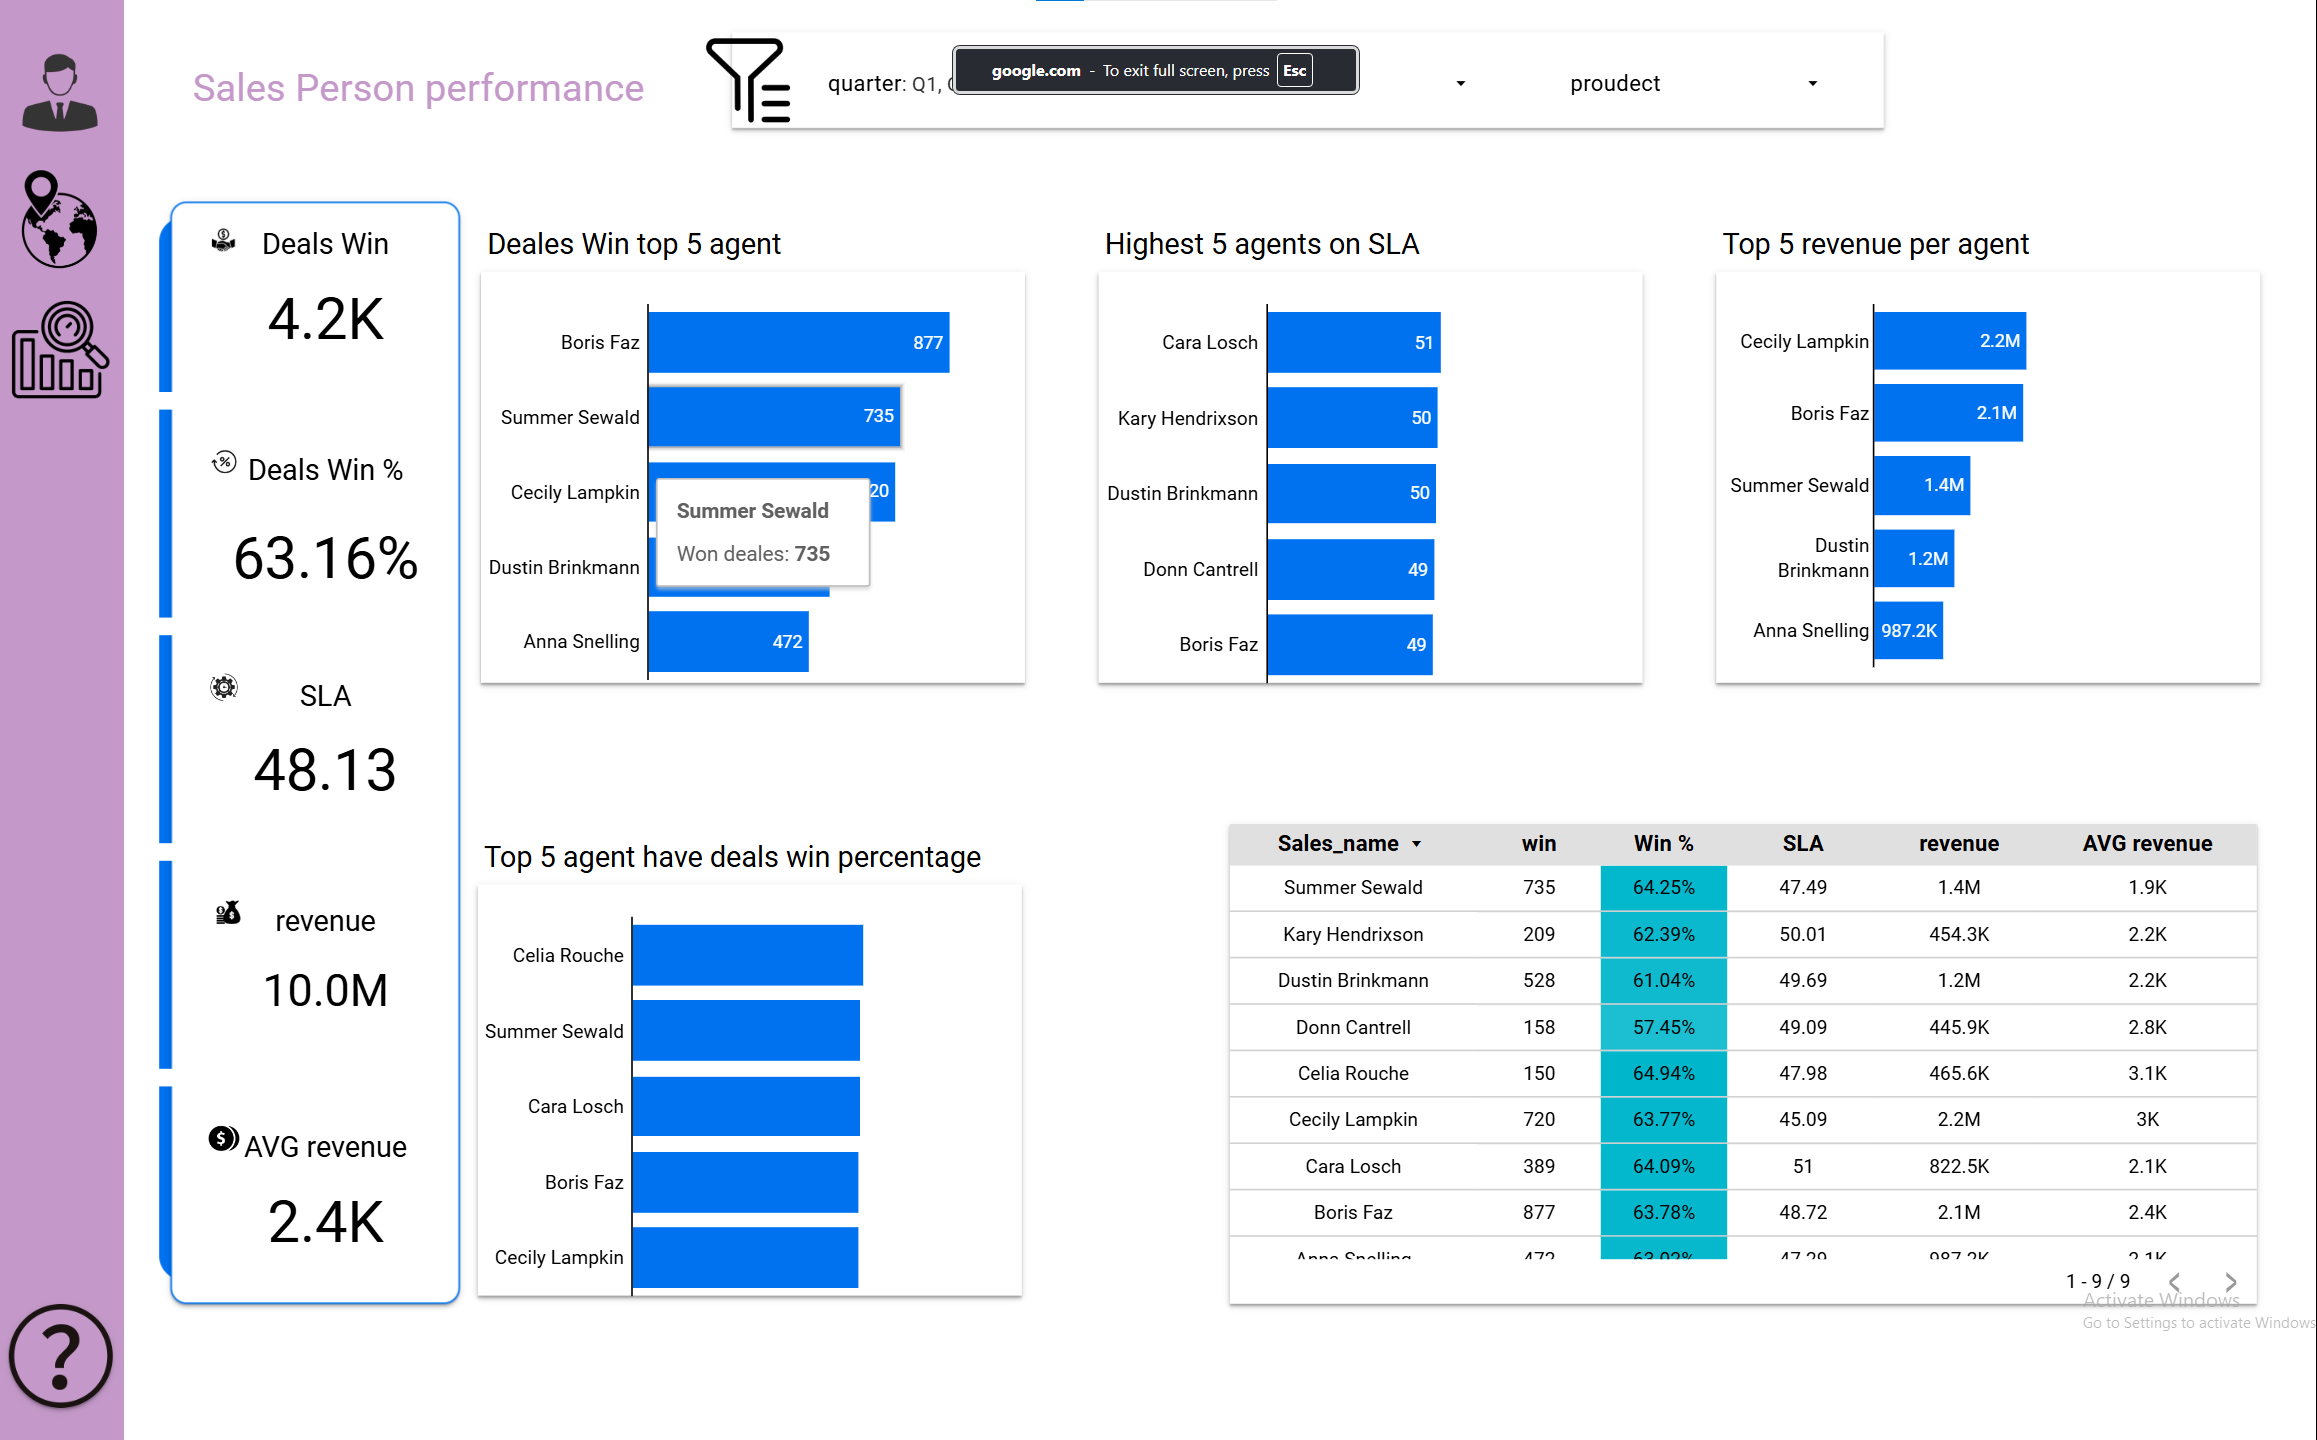 google.com - To exit full screen, press Esc
Sales Person performance
quarter: Q1,
proudect
Deals Win
4.2K
Deals Win %
63.16%
SLA
48.13
revenue
10.0M
AVG revenue
2.4K
Deales Win top 5 agent
Boris Faz 877
Summer Sewald 735
Cecily Lampkin 20
Dustin Brinkmann
Anna Snelling 472
Summer Sewald
Won deales: 735
Highest 5 agents on SLA
Cara Losch 51
Kary Hendrixson 50
Dustin Brinkmann 50
Donn Cantrell 49
Boris Faz 49
Top 5 revenue per agent
Cecily Lampkin 2.2M
Boris Faz 2.1M
Summer Sewald 1.4M
Dustin
Brinkmann 1.2M
Anna Snelling 987.2K
Top 5 agent have deals win percentage
Celia Rouche
Summer Sewald
Cara Losch
Boris Faz
Cecily Lampkin
Sales_name win Win % SLA revenue AVG revenue
Summer Sewald 735 64.25% 47.49 1.4M 1.9K
Kary Hendrixson 209 62.39% 50.01 454.3K 2.2K
Dustin Brinkmann 528 61.04% 49.69 1.2M 2.2K
Donn Cantrell 158 57.45% 49.09 445.9K 2.8K
Celia Rouche 150 64.94% 47.98 465.6K 3.1K
Cecily Lampkin 720 63.77% 45.09 2.2M 3K
Cara Losch 389 64.09% 51 822.5K 2.1K
Boris Faz 877 63.78% 48.72 2.1M 2.4K
Anna Snelling 472 63.02% 47.29 987.2K 2.1K
1 - 9 / 9
Activate Windows
Go to Settings to activate Windows